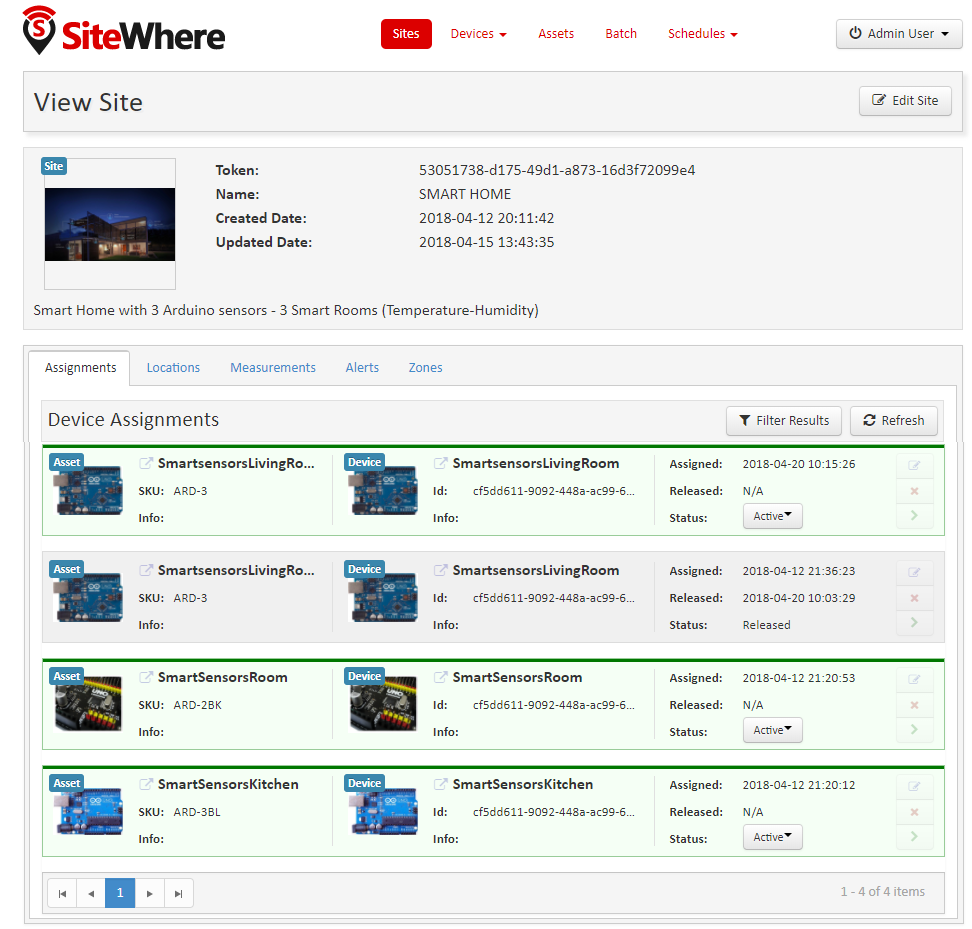 SiteWhere
Sites Devices Assets Batch Schedules Admin User
View Site
Edit Site
Site
Token: 53051738-d175-49d1-a873-16d3f72099e4
Name: SMART HOME
Created Date: 2018-04-12 20:11:42
Updated Date: 2018-04-15 13:43:35
Smart Home with 3 Arduino sensors - 3 Smart Rooms (Temperature-Humidity)
Assignments Locations Measurements Alerts Zones
Device Assignments
Filter Results Refresh
Asset SmartsensorsLivingRo... Device SmartsensorsLivingRoom Assigned: 2018-04-20 10:15:26
SKU: ARD-3 Id: cf5dd611-9092-448a-ac99-6... Released: N/A
Info: Info: Status: Active
Asset SmartsensorsLivingRo... Device SmartsensorsLivingRoom Assigned: 2018-04-12 21:36:23
SKU: ARD-3 Id: cf5dd611-9092-448a-ac99-6... Released: 2018-04-20 10:03:29
Info: Info: Status: Released
Asset SmartSensorsRoom Device SmartSensorsRoom Assigned: 2018-04-12 21:20:53
SKU: ARD-2BK Id: cf5dd611-9092-448a-ac99-6... Released: N/A
Info: Info: Status: Active
Asset SmartSensorsKitchen Device SmartSensorsKitchen Assigned: 2018-04-12 21:20:12
SKU: ARD-3BL Id: cf5dd611-9092-448a-ac99-6... Released: N/A
Info: Info: Status: Active
1 1 - 4 of 4 items